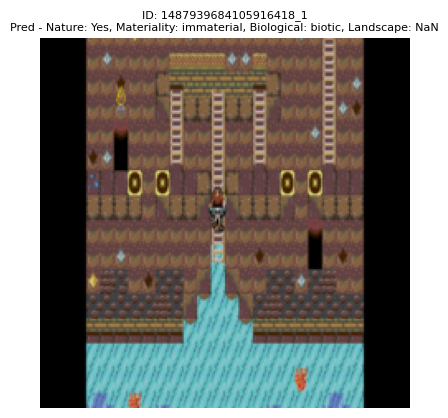 ID: 1487939684105916418_1
Pred - Nature: Yes, Materiality: immaterial, Biological: biotic, Landscape: NaN